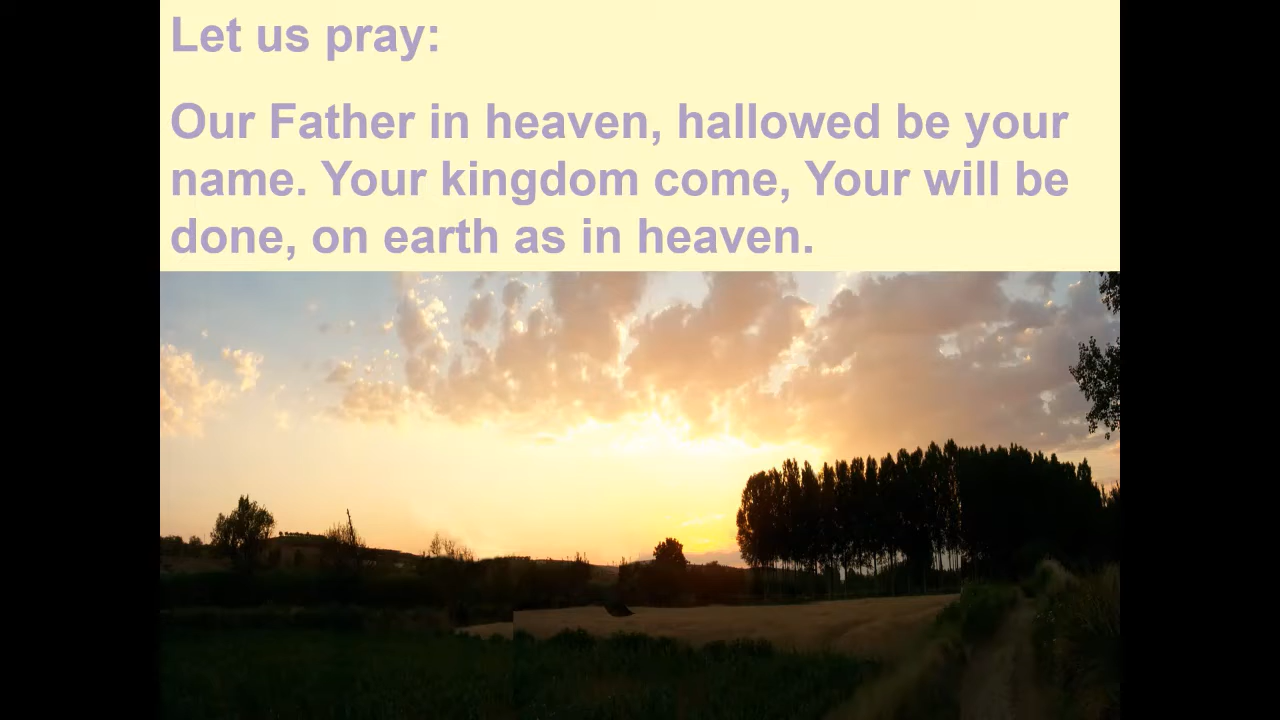 Let us pray:
Our Father in heaven, hallowed be your
name. Your kingdom come, Your will be
done, on earth as in heaven.